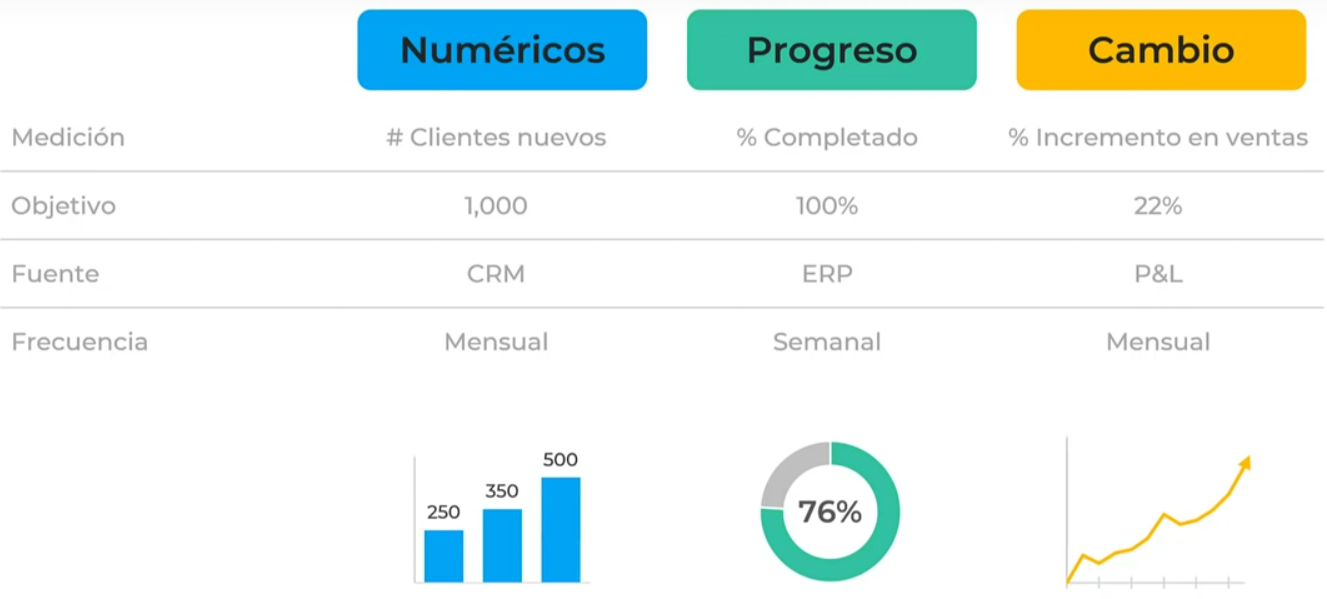 Numéricos Progreso Cambio
Medición # Clientes nuevos % Completado % Incremento en ventas
Objetivo 1,000 100% 22%
Fuente CRM ERP P&L
Frecuencia Mensual Semanal Mensual
250 350 500
76%